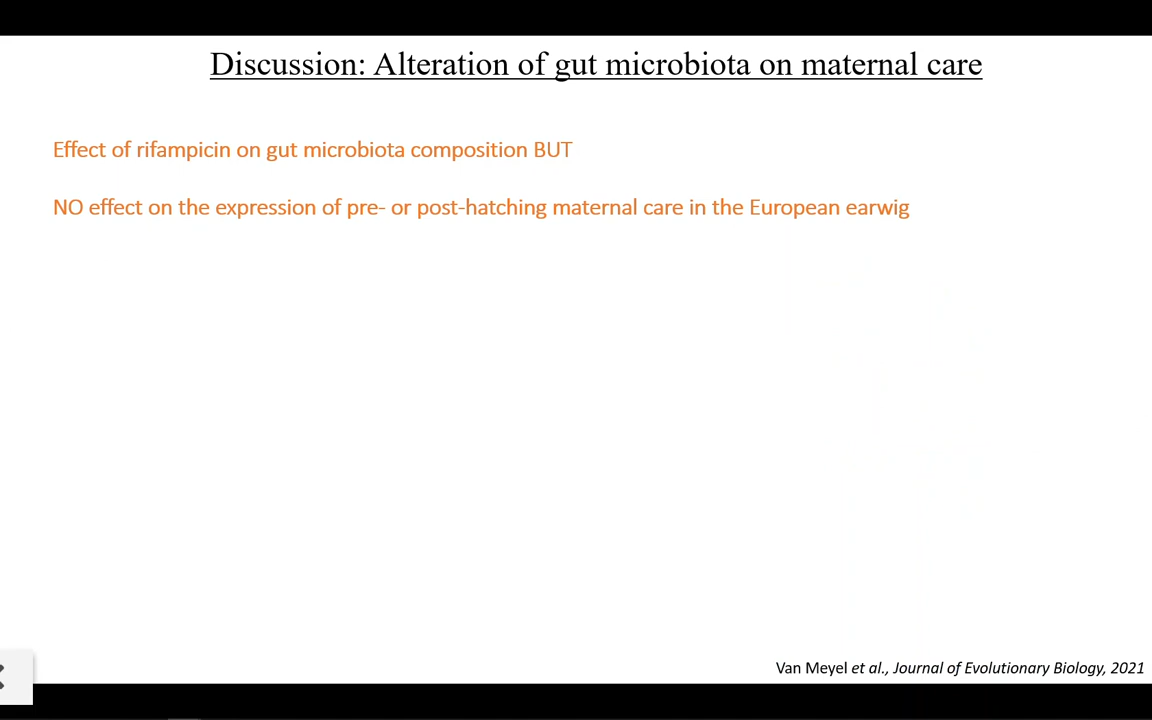 Discussion: Alteration of gut microbiota on maternal care
Effect of rifampicin on gut microbiota composition BUT
NO effect on the expression of pre- or post-hatching maternal care in the European earwig
Van Meyel et al., Journal of Evolutionary Biology, 2021